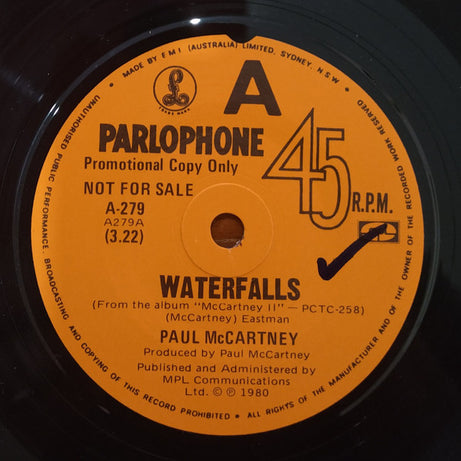 • MADE BY EMI (AUSTRALIA) LIMITED, SYDNEY, N•S•W •
A
TRADE MARK
PARLOPHONE
45
R.P.M.
Promotional Copy Only
NOT FOR SALE
A-279
A279A
(3.22)
WATERFALLS
(From the album "McCartney II" — PCTC-258)
(McCartney) Eastman
PAUL McCARTNEY
Produced by Paul McCartney
Published and Administered by
MPL Communications
Ltd. © ℗ 1980
UNAUTHORISED PUBLIC PERFORMANCE, BROADCASTING AND COPYING OF THIS RECORD PROHIBITED • ALL RIGHTS OF THE MANUFACTURER AND OF THE OWNER OF THE RECORDED WORK RESERVED